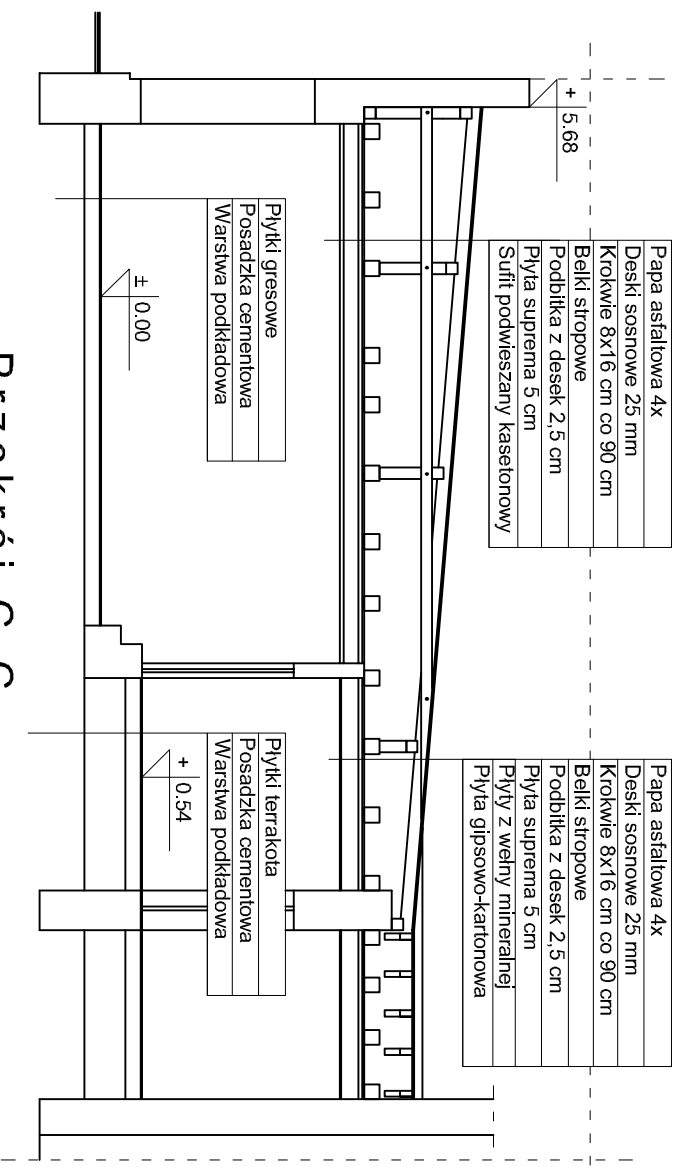 + 5.68
Papa asfaltowa 4x
Deski sosnowe 25 mm
Krokwie 8x16 cm co 90 cm
Belki stropowe
Podbitka z desek 2,5 cm
Płyta suprema 5 cm
Sufit podwieszany kasetonowy
Papa asfaltowa 4x
Deski sosnowe 25 mm
Krokwie 8x16 cm co 90 cm
Belki stropowe
Podbitka z desek 2,5 cm
Płyta suprema 5 cm
Płyty z wełny mineralnej
Płyta gipsowo-kartonowa
Płytki gresowe
Posadzka cementowa
Warstwa podkładowa
± 0.00
Płytki terrakota
Posadzka cementowa
Warstwa podkładowa
+ 0.54
Przekrój C-C